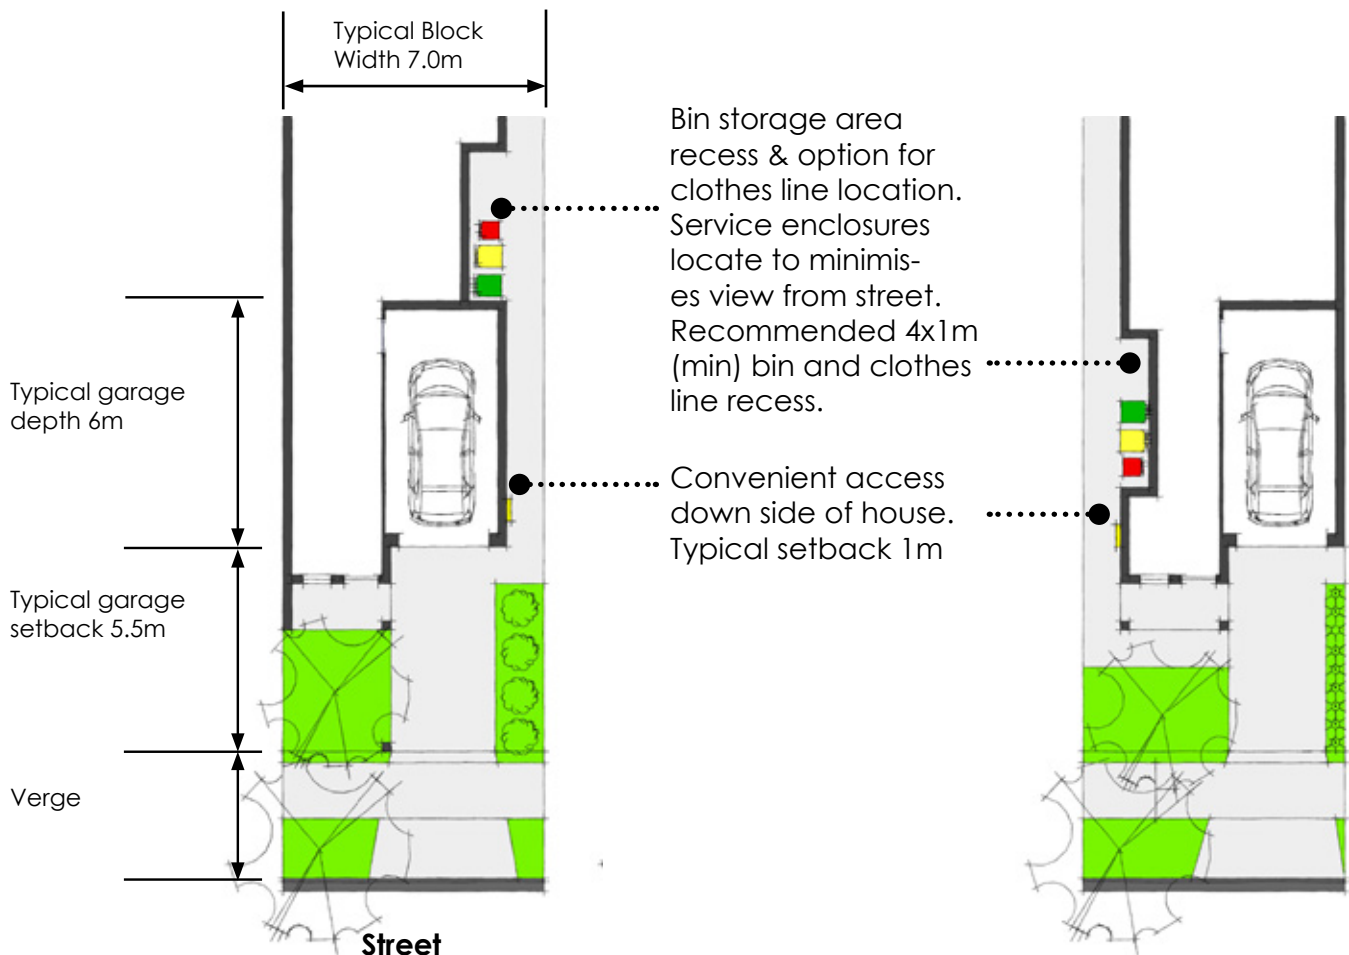 Typical Block
Width 7.0m
Bin storage area
recess & option for
clothes line location.
Service enclosures
locate to minimis-
es view from street.
Recommended 4x1m
(min) bin and clothes
line recess.
Typical garage
depth 6m
Convenient access
down side of house.
Typical setback 1m
Typical garage
setback 5.5m
Verge
Street